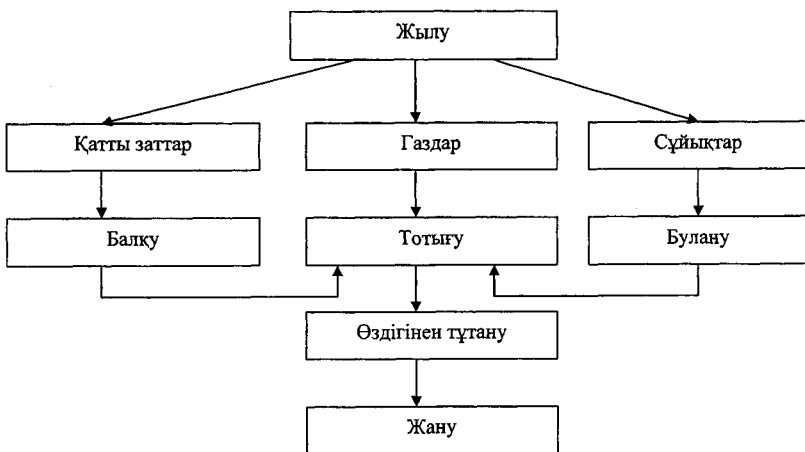 Жылу
Қатты заттар
Газдар
Сұйықтар
Балқу
Тотығу
Булану
Өздігінен тұтану
Жану